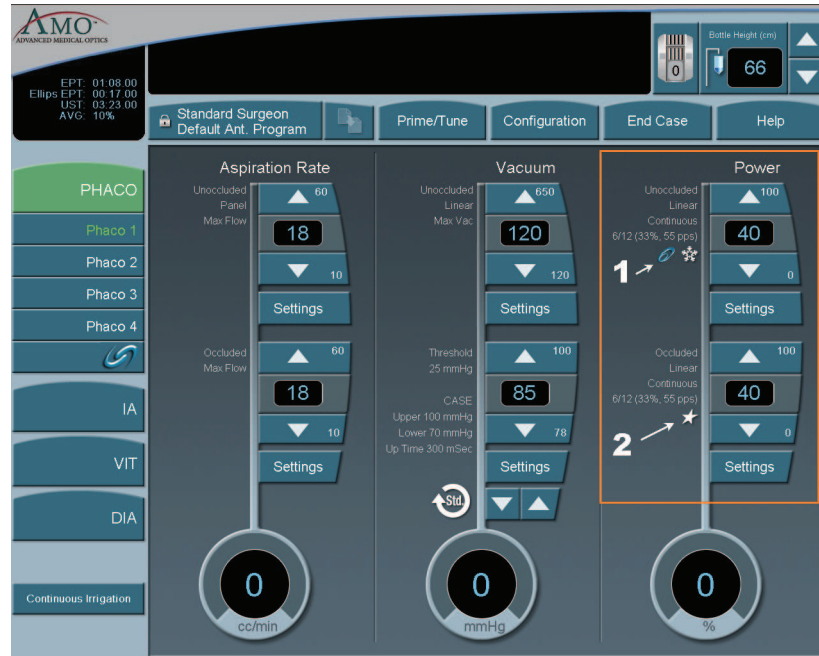 AMO
ADVANCED MEDICAL OPTICS
EPT: 01:08.00
Ellips EPT: 00:17.00
UST: 03:23.00
AVG: 10%
0
Bottle Height (cm)
66
Standard Surgeon
Default Ant. Program
Prime/Tune
Configuration
End Case
Help
PHACO
Phaco 1
Phaco 2
Phaco 3
Phaco 4
IA
VIT
DIA
Continuous Irrigation
Aspiration Rate
Unoccluded
Panel
Max Flow
60
18
10
Settings
Occluded
Max Flow
60
18
10
Settings
0
cc/min
Vacuum
Unoccluded
Linear
Max Vac
650
120
120
Settings
Threshold
25 mmHg
CASE
Upper 100 mmHg
Lower 70 mmHg
Up Time 300 mSec
100
85
78
Settings
Std.
0
mmHg
Power
Unoccluded
Linear
Continuous
6/12 (33%, 55 pps)
1
100
40
0
Settings
Occluded
Linear
Continuous
6/12 (33%, 55 pps)
2
100
40
0
Settings
0
%